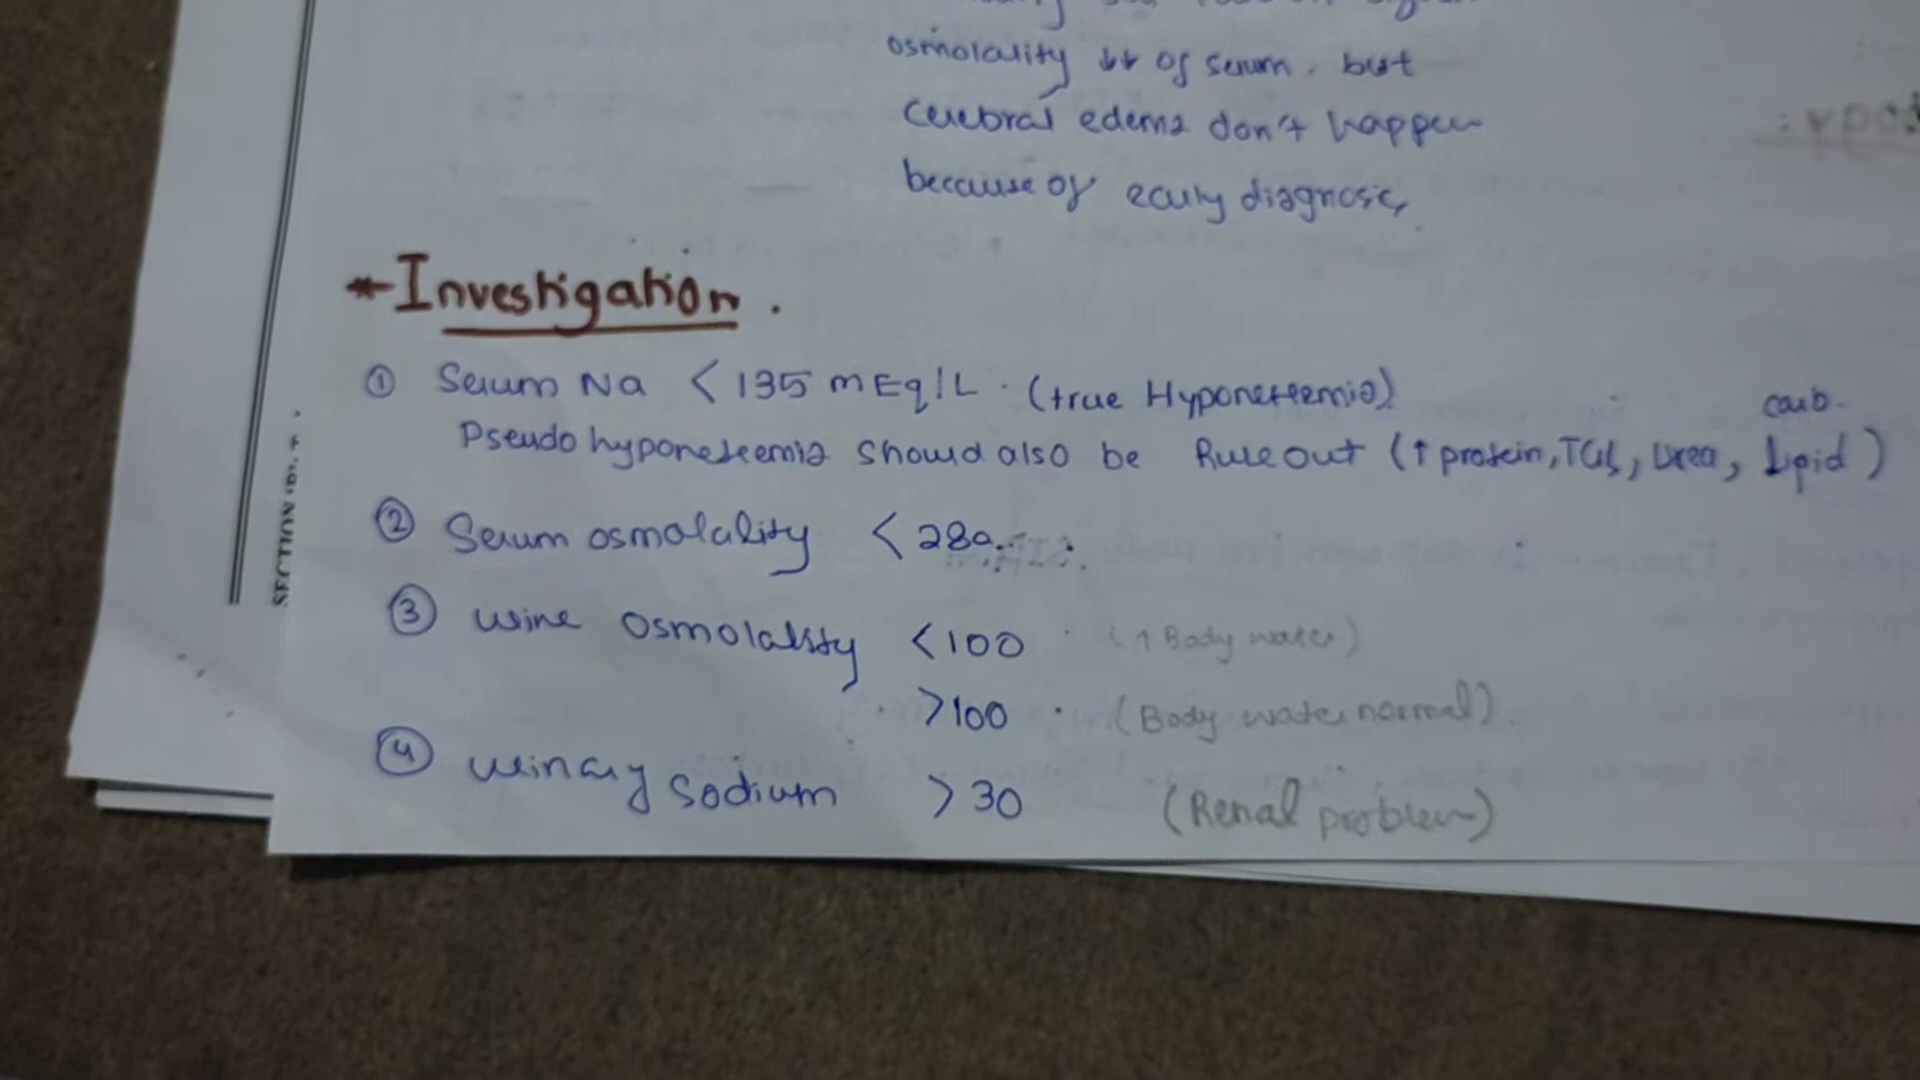 osmolality ↓↓ of serum. but
cerebral edema don't happen
because of early diagnosis,
* Investigation.
① Serum Na < 135 mEq/L. (true Hyponatremia)
carb.
Pseudo hyponatremia should also be Rule out (↑ protein, TGs, Urea, Lipid)
② Serum osmolality < 280
③ urine osmolality < 100 (↑ Body water)
> 100 (Body water normal)
④ urinary sodium > 30 (Renal problem)